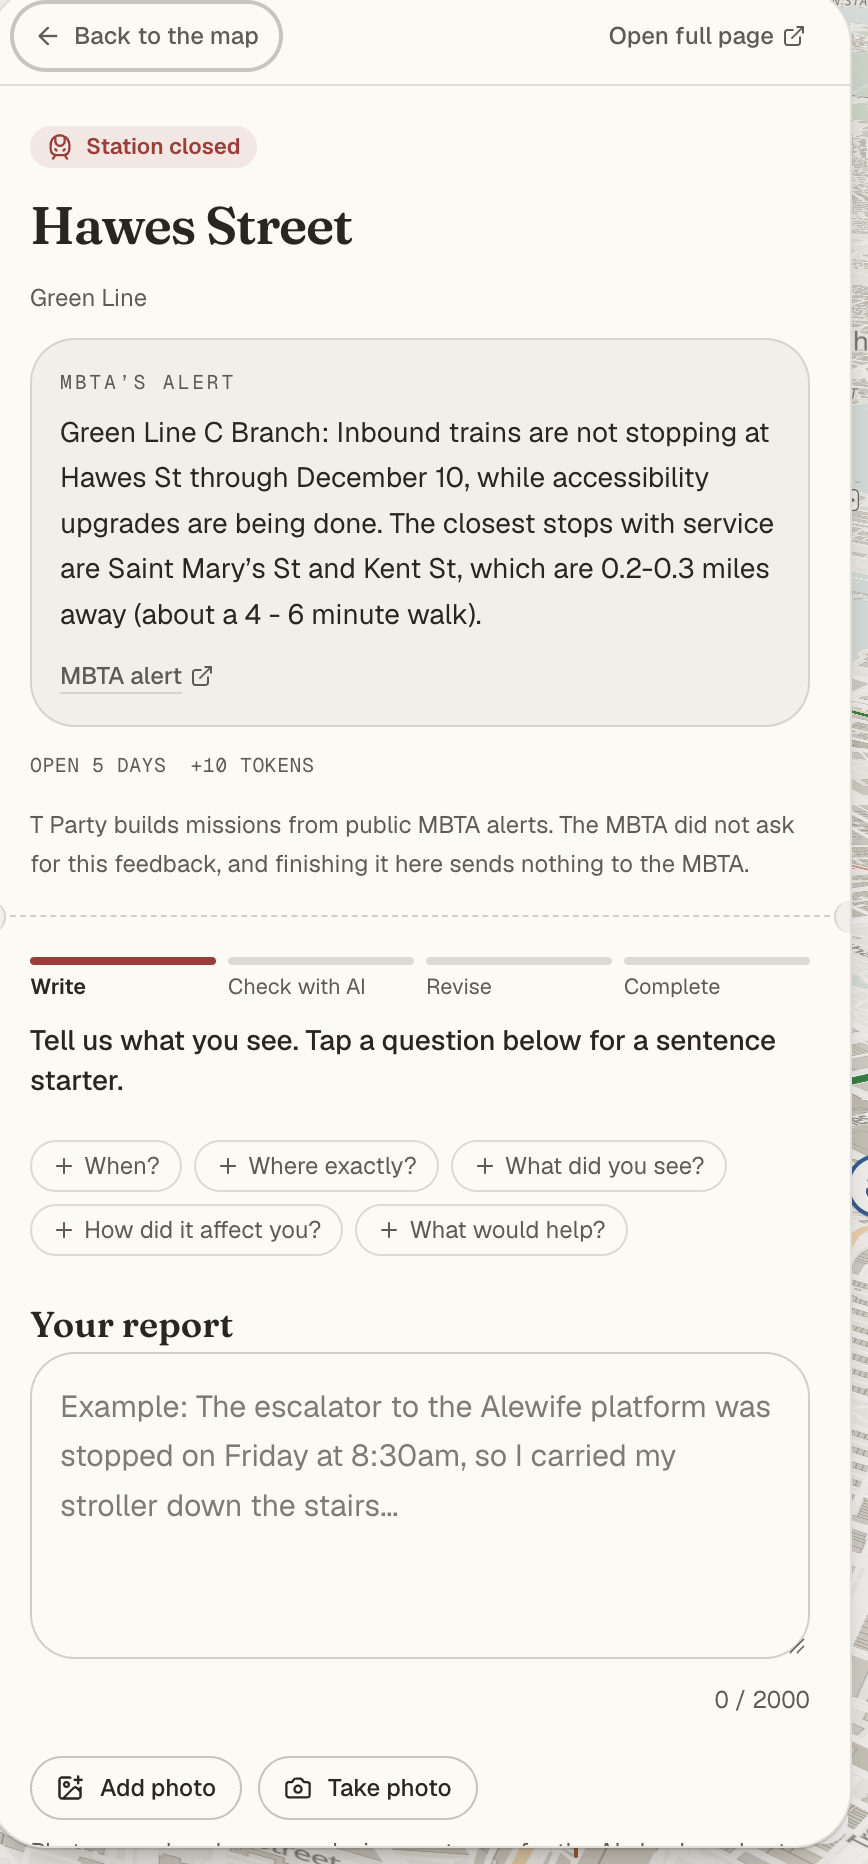 Back to the map
Open full page
Station closed
Hawes Street
Green Line
MBTA’S ALERT
Green Line C Branch: Inbound trains are not stopping at
Hawes St through December 10, while accessibility
upgrades are being done. The closest stops with service
are Saint Mary’s St and Kent St, which are 0.2-0.3 miles
away (about a 4 - 6 minute walk).
MBTA alert
OPEN 5 DAYS +10 TOKENS
T Party builds missions from public MBTA alerts. The MBTA did not ask
for this feedback, and finishing it here sends nothing to the MBTA.
Write
Check with AI
Revise
Complete
Tell us what you see. Tap a question below for a sentence
starter.
+ When?
+ Where exactly?
+ What did you see?
+ How did it affect you?
+ What would help?
Your report
Example: The escalator to the Alewife platform was
stopped on Friday at 8:30am, so I carried my
stroller down the stairs...
0 / 2000
Add photo
Take photo